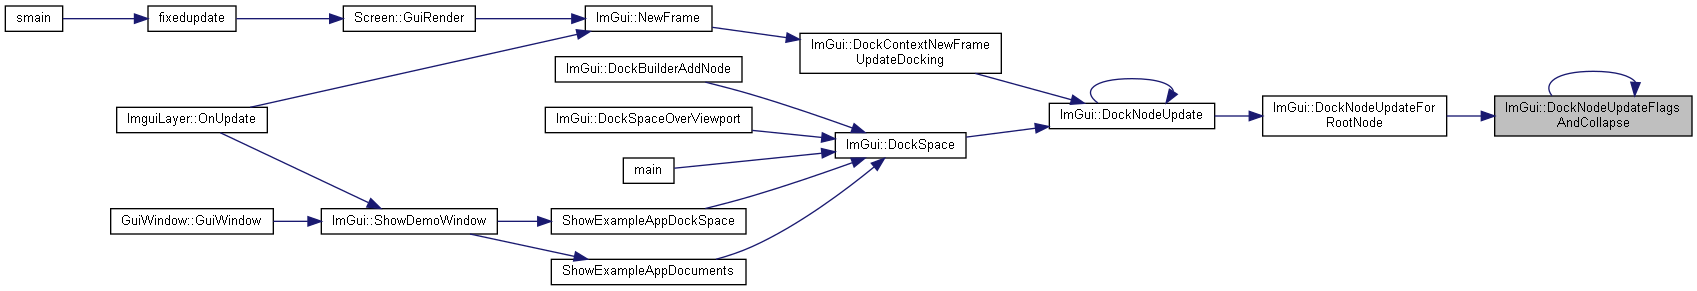 smain
fixedupdate
Screen::GuiRender
ImGui::NewFrame
ImGui::DockContextNewFrame
UpdateDocking
ImGui::DockBuilderAddNode
ImguiLayer::OnUpdate
ImGui::DockSpaceOverViewport
ImGui::DockNodeUpdate
ImGui::DockNodeUpdateFor
RootNode
ImGui::DockNodeUpdateFlags
AndCollapse
ImGui::DockSpace
main
GuiWindow::GuiWindow
ImGui::ShowDemoWindow
ShowExampleAppDockSpace
ShowExampleAppDocuments